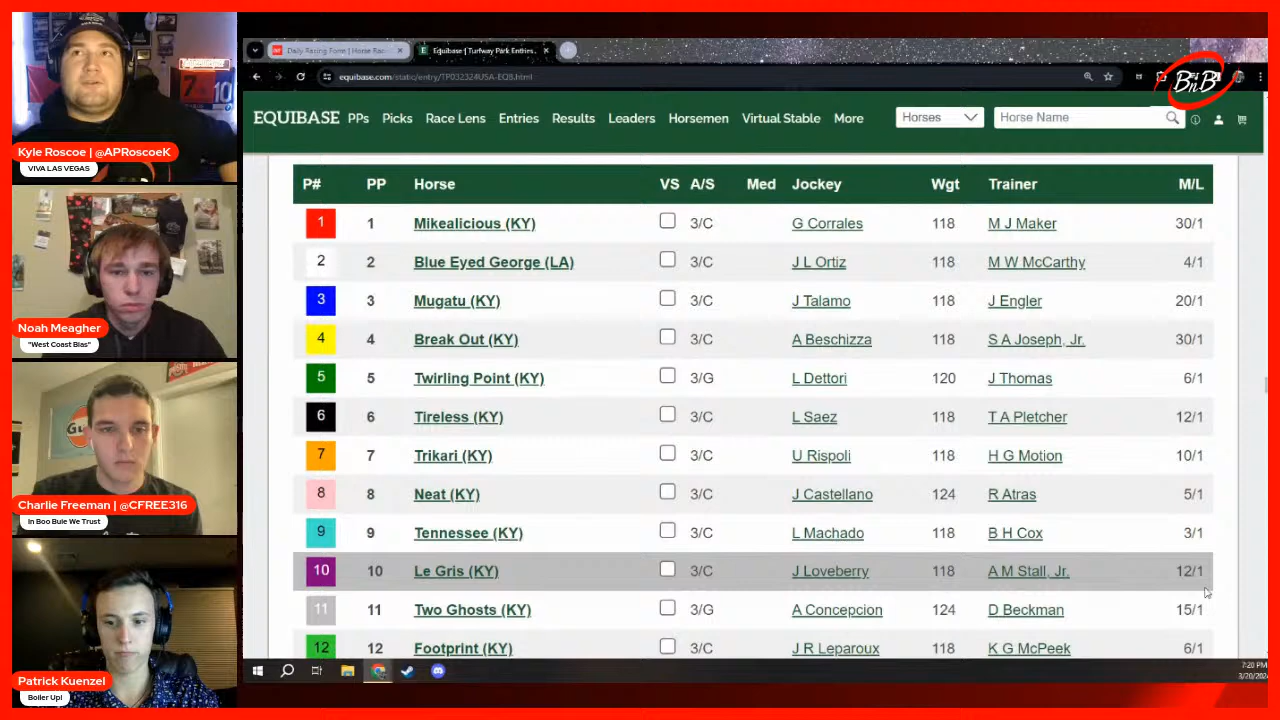 Kyle Roscoe | @APRoscoeK
VIVA LAS VEGAS
Noah Meagher
"West Coast Bias"
Charlie Freeman | @CFREE316
In Boo Buie We Trust
Patrick Kuenzel
Boiler Up!
Daily Racing Form | Horse Rac
Equibase | Turfway Park Entries
equibase.com/static/entry/TP032324USA-EQB.html
BnB
EQUIBASE PPs Picks Race Lens Entries Results Leaders Horsemen Virtual Stable More Horses Horse Name
P# PP Horse VS A/S Med Jockey Wgt Trainer M/L
1 1 Mikealicious (KY) 3/C G Corrales 118 M J Maker 30/1
2 2 Blue Eyed George (LA) 3/C J L Ortiz 118 M W McCarthy 4/1
3 3 Mugatu (KY) 3/C J Talamo 118 J Engler 20/1
4 4 Break Out (KY) 3/C A Beschizza 118 S A Joseph, Jr. 30/1
5 5 Twirling Point (KY) 3/G L Dettori 120 J Thomas 6/1
6 6 Tireless (KY) 3/C L Saez 118 T A Pletcher 12/1
7 7 Trikari (KY) 3/C U Rispoli 118 H G Motion 10/1
8 8 Neat (KY) 3/C J Castellano 124 R Atras 5/1
9 9 Tennessee (KY) 3/C L Machado 118 B H Cox 3/1
10 10 Le Gris (KY) 3/C J Loveberry 118 A M Stall, Jr. 12/1
11 11 Two Ghosts (KY) 3/G A Concepcion 124 D Beckman 15/1
12 12 Footprint (KY) 3/C J R Leparoux 118 K G McPeek 6/1
7:20 PM